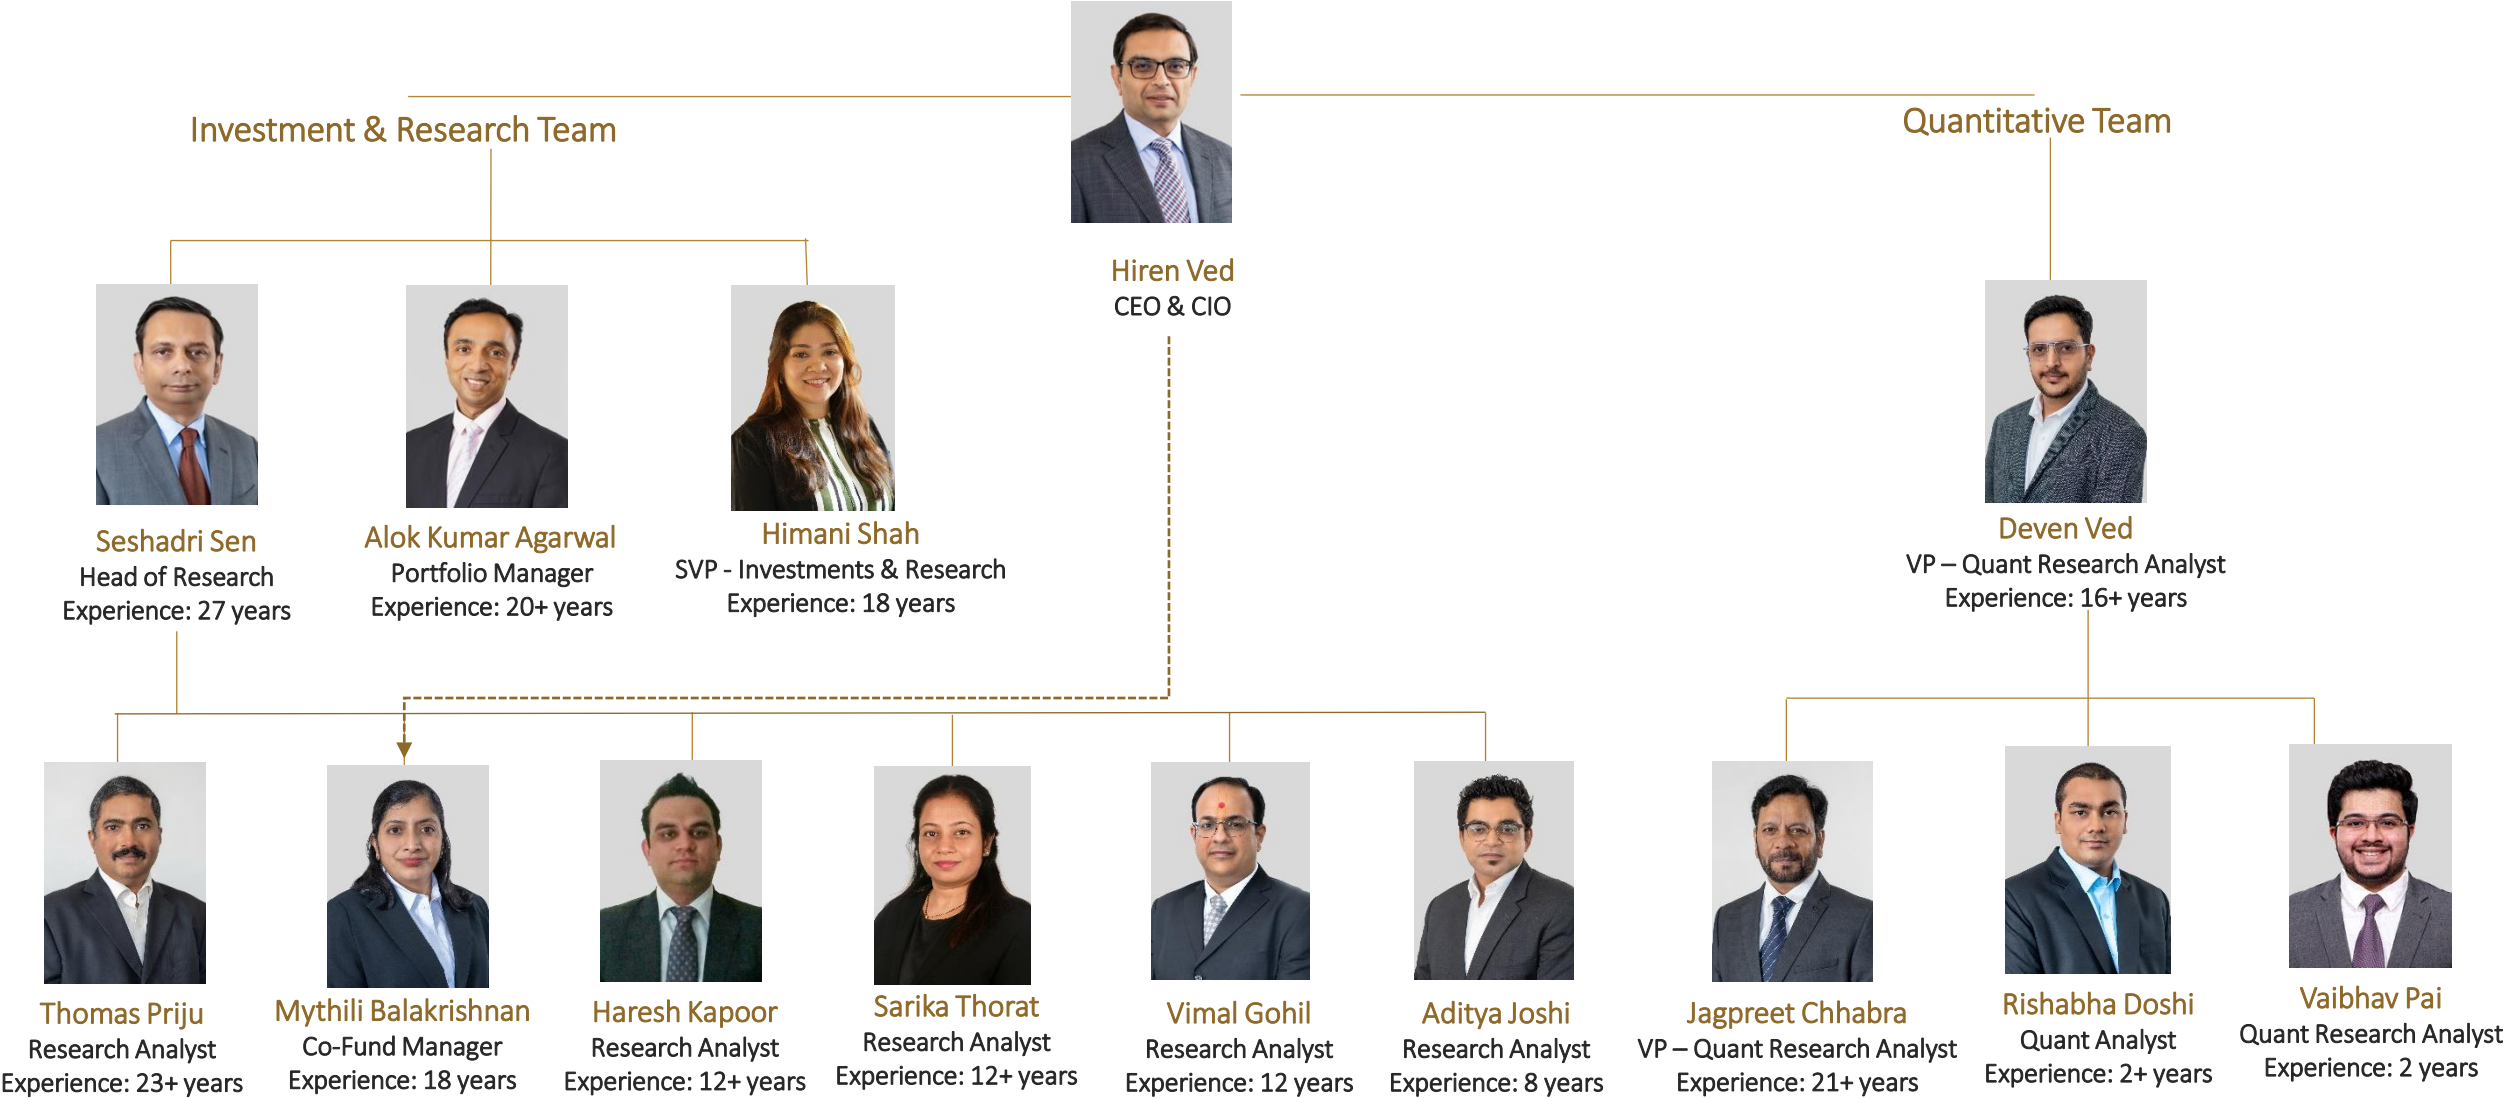 Investment & Research Team
Quantitative Team
Hiren Ved
CEO & CIO
Seshadri Sen
Head of Research
Experience: 27 years
Alok Kumar Agarwal
Portfolio Manager
Experience: 20+ years
Himani Shah
SVP - Investments & Research
Experience: 18 years
Deven Ved
VP – Quant Research Analyst
Experience: 16+ years
Thomas Priju
Research Analyst
Experience: 23+ years
Mythili Balakrishnan
Co-Fund Manager
Experience: 18 years
Haresh Kapoor
Research Analyst
Experience: 12+ years
Sarika Thorat
Research Analyst
Experience: 12+ years
Vimal Gohil
Research Analyst
Experience: 12 years
Aditya Joshi
Research Analyst
Experience: 8 years
Jagpreet Chhabra
VP – Quant Research Analyst
Experience: 21+ years
Rishabha Doshi
Quant Analyst
Experience: 2+ years
Vaibhav Pai
Quant Research Analyst
Experience: 2 years